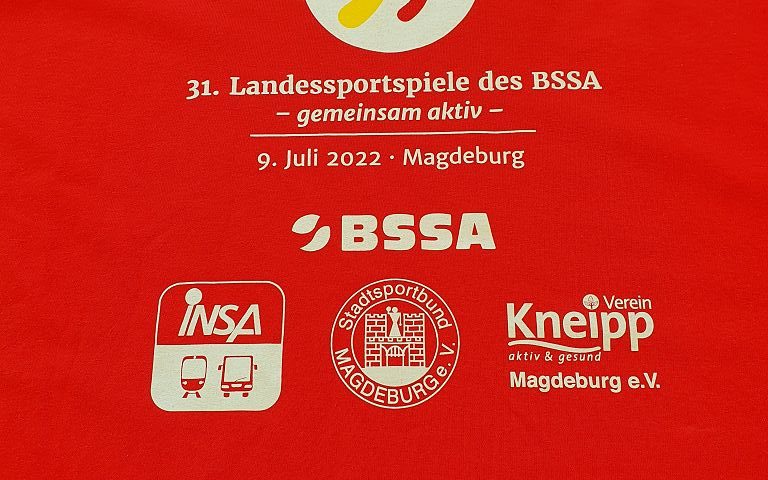 31. Landessportspiele des BSSA
– gemeinsam aktiv –
9. Juli 2022 · Magdeburg
BSSA
INSA
Stadtsportbund
MAGDEBURG e. V.
Verein
Kneipp
aktiv & gesund
Magdeburg e.V.